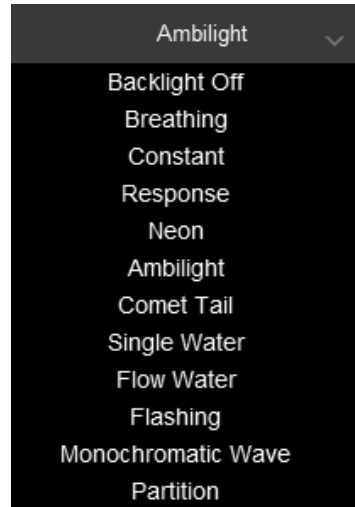 Ambilight
Backlight Off
Breathing
Constant
Response
Neon
Ambilight
Comet Tail
Single Water
Flow Water
Flashing
Monochromatic Wave
Partition